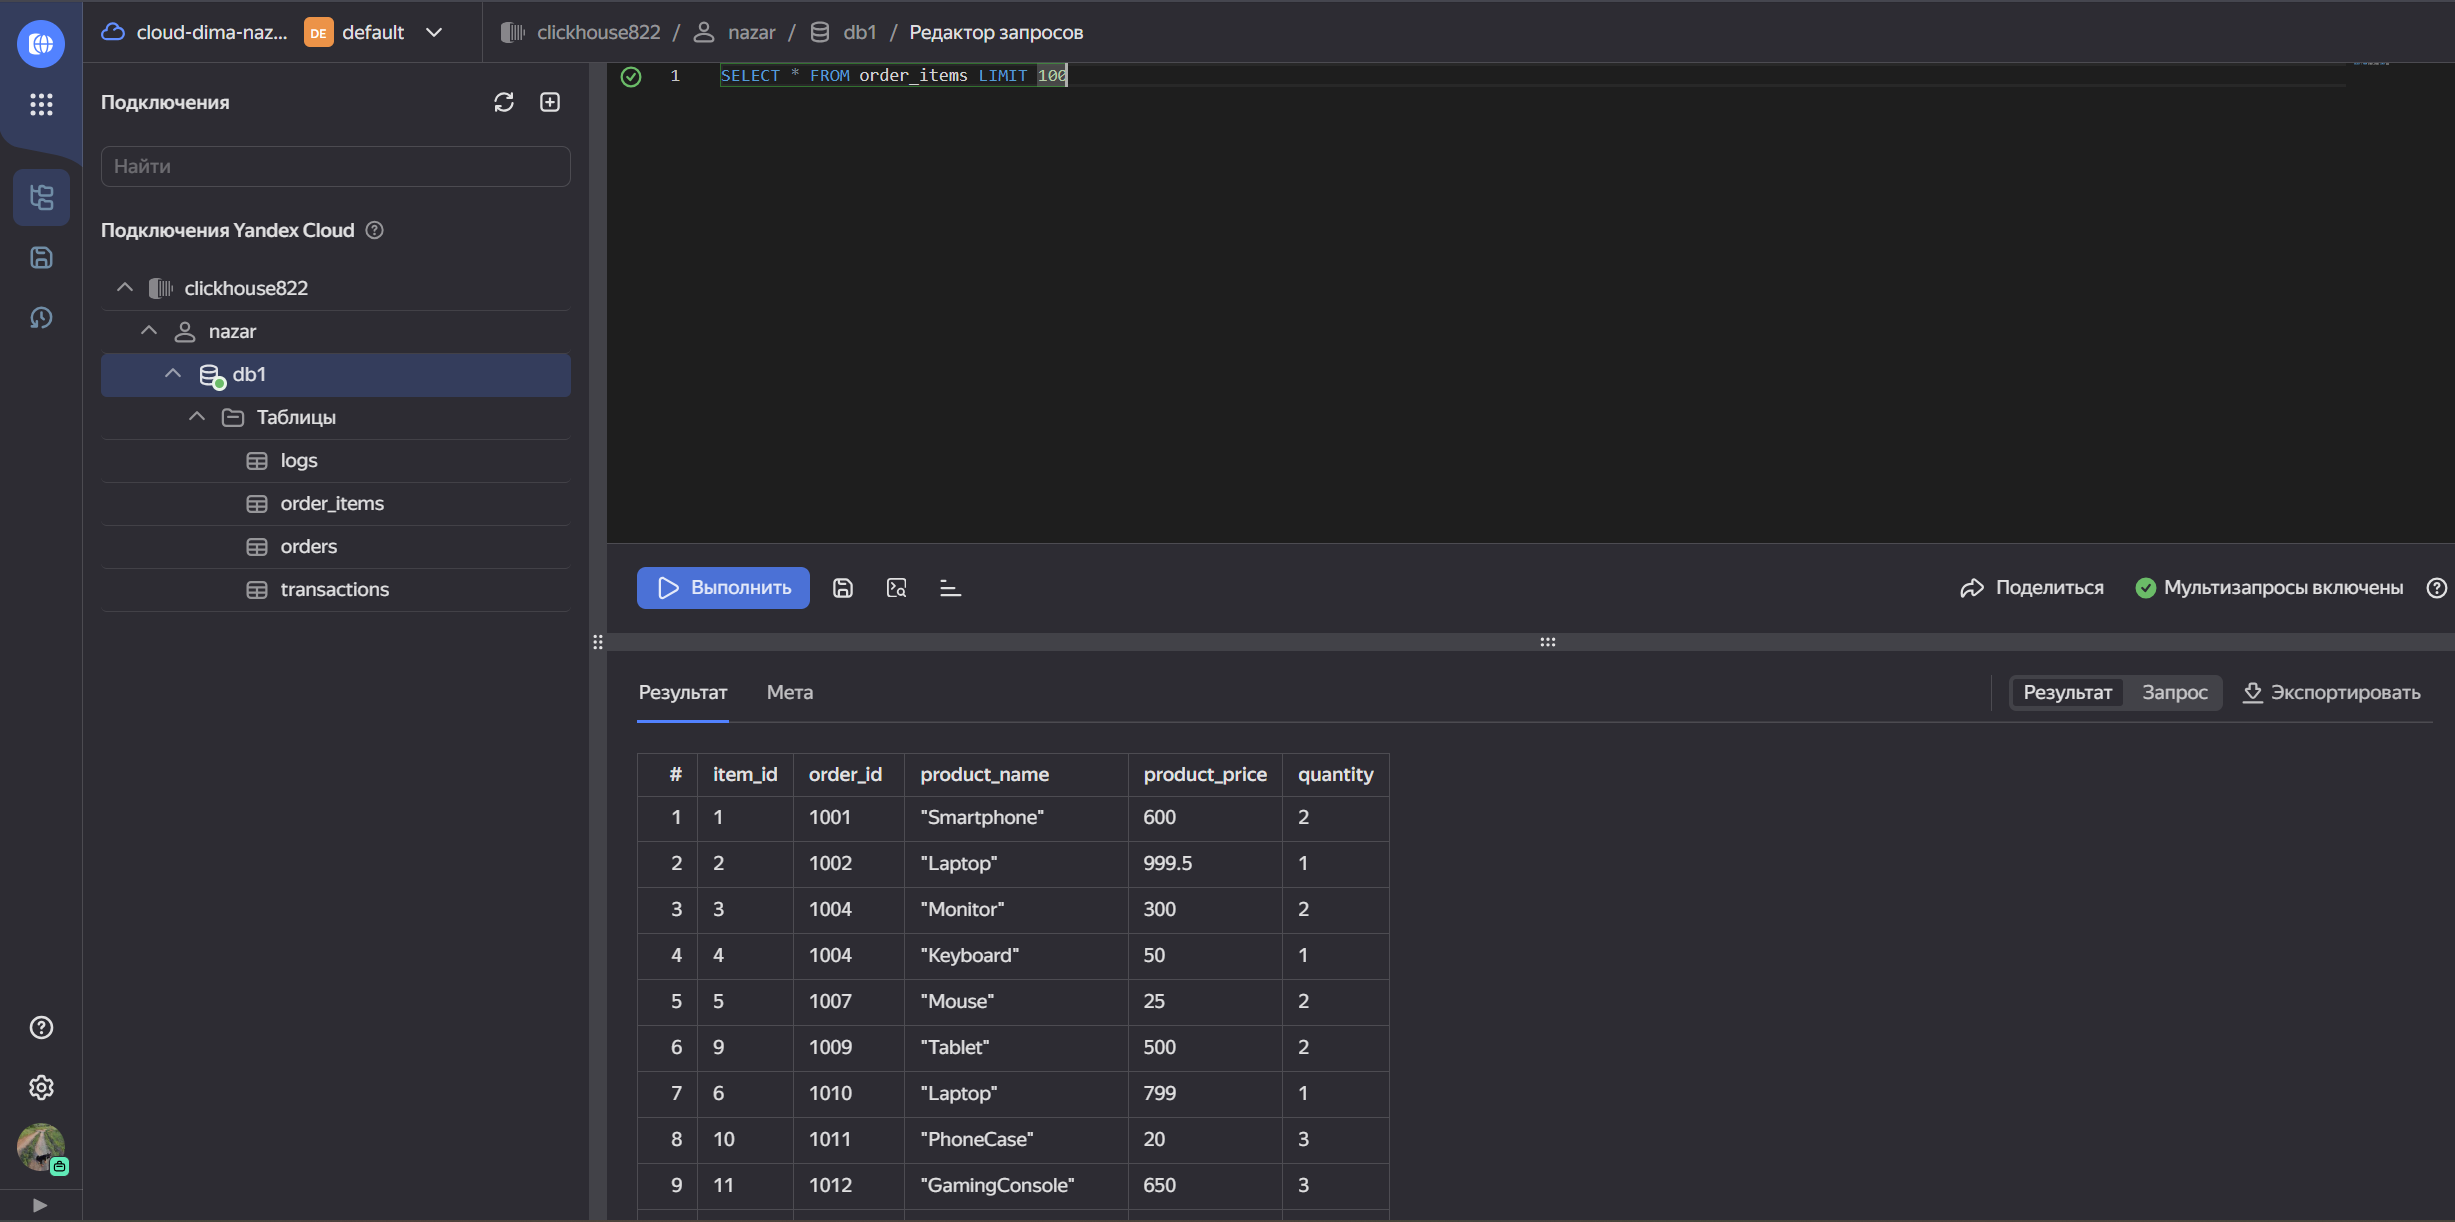 cloud-dima-naz... DE default
clickhouse822 / nazar / db1 / Редактор запросов
Подключения
Найти
Подключения Yandex Cloud
clickhouse822
nazar
db1
Таблицы
logs
order_items
orders
transactions
1 SELECT * FROM order_items LIMIT 100
Выполнить
Поделиться Мультизапросы включены
Результат Мета
Результат Запрос Экспортировать
# item_id order_id product_name product_price quantity
1 1 1001 "Smartphone" 600 2
2 2 1002 "Laptop" 999.5 1
3 3 1004 "Monitor" 300 2
4 4 1004 "Keyboard" 50 1
5 5 1007 "Mouse" 25 2
6 9 1009 "Tablet" 500 2
7 6 1010 "Laptop" 799 1
8 10 1011 "PhoneCase" 20 3
9 11 1012 "GamingConsole" 650 3